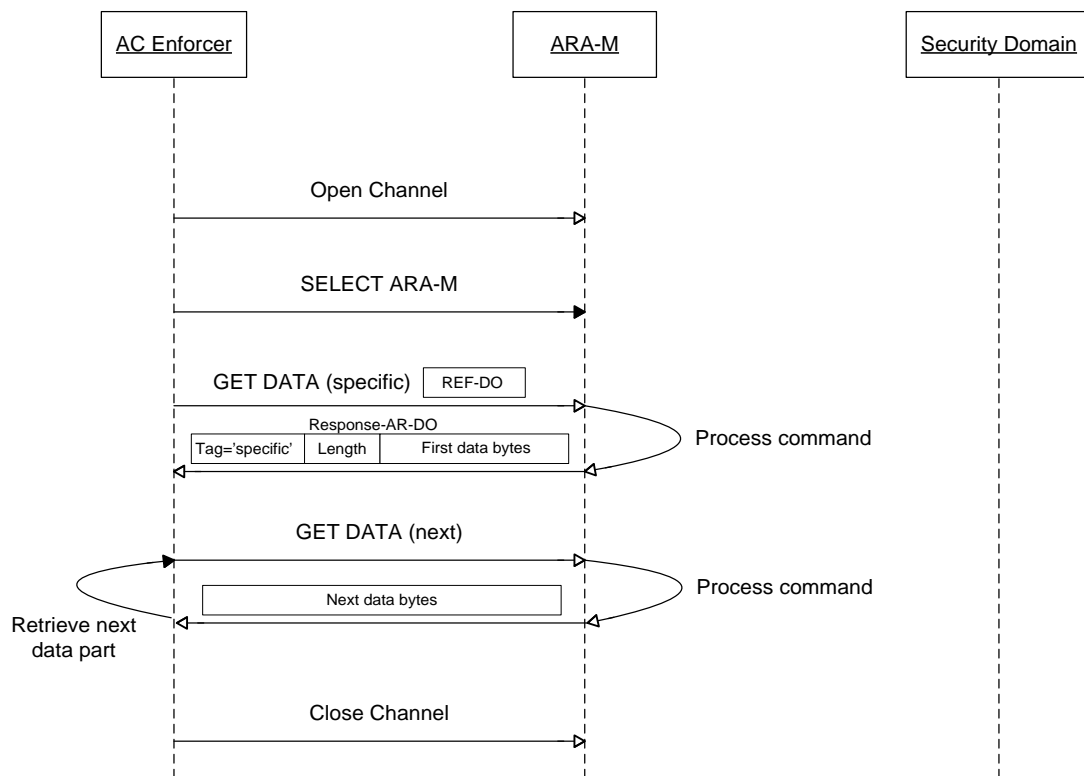 AC Enforcer
ARA-M
Security Domain
Open Channel
SELECT ARA-M
GET DATA (specific)
REF-DO
Response-AR-DO
Tag='specific'
Length
First data bytes
Process command
GET DATA (next)
Next data bytes
Process command
Retrieve next
data part
Close Channel